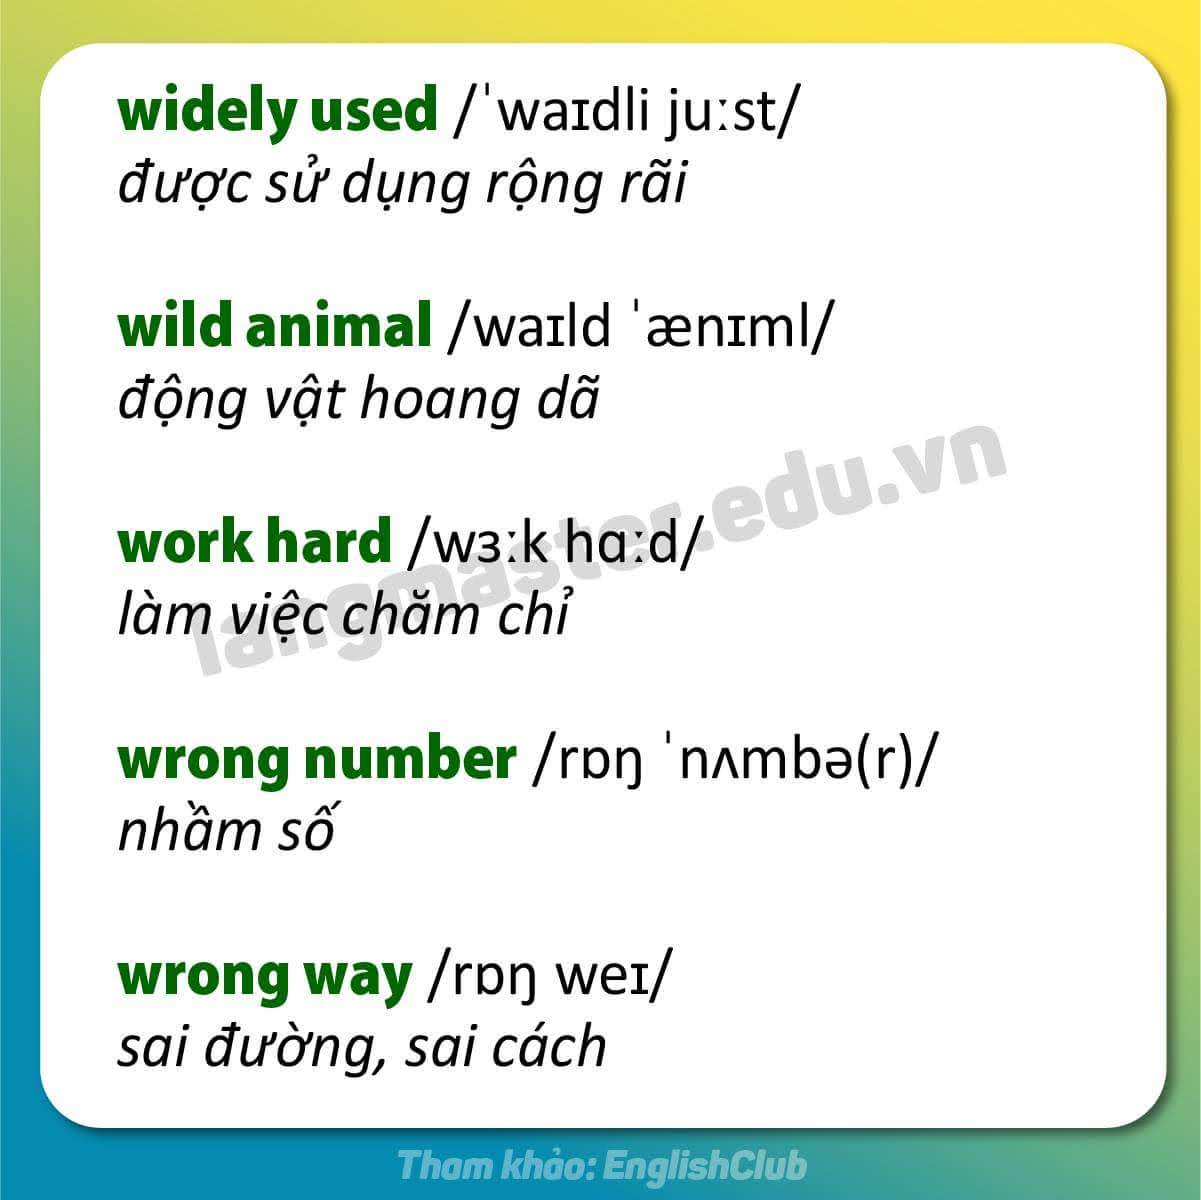 widely used /ˈwaɪdli juːst/
được sử dụng rộng rãi
wild animal /waɪld ˈænɪml/
động vật hoang dã
work hard /wɜːk hɑːd/
làm việc chăm chỉ
langmaster.edu.vn
wrong number /rɒŋ ˈnʌmbə(r)/
nhầm số
wrong way /rɒŋ weɪ/
sai đường, sai cách
Tham khảo: EnglishClub